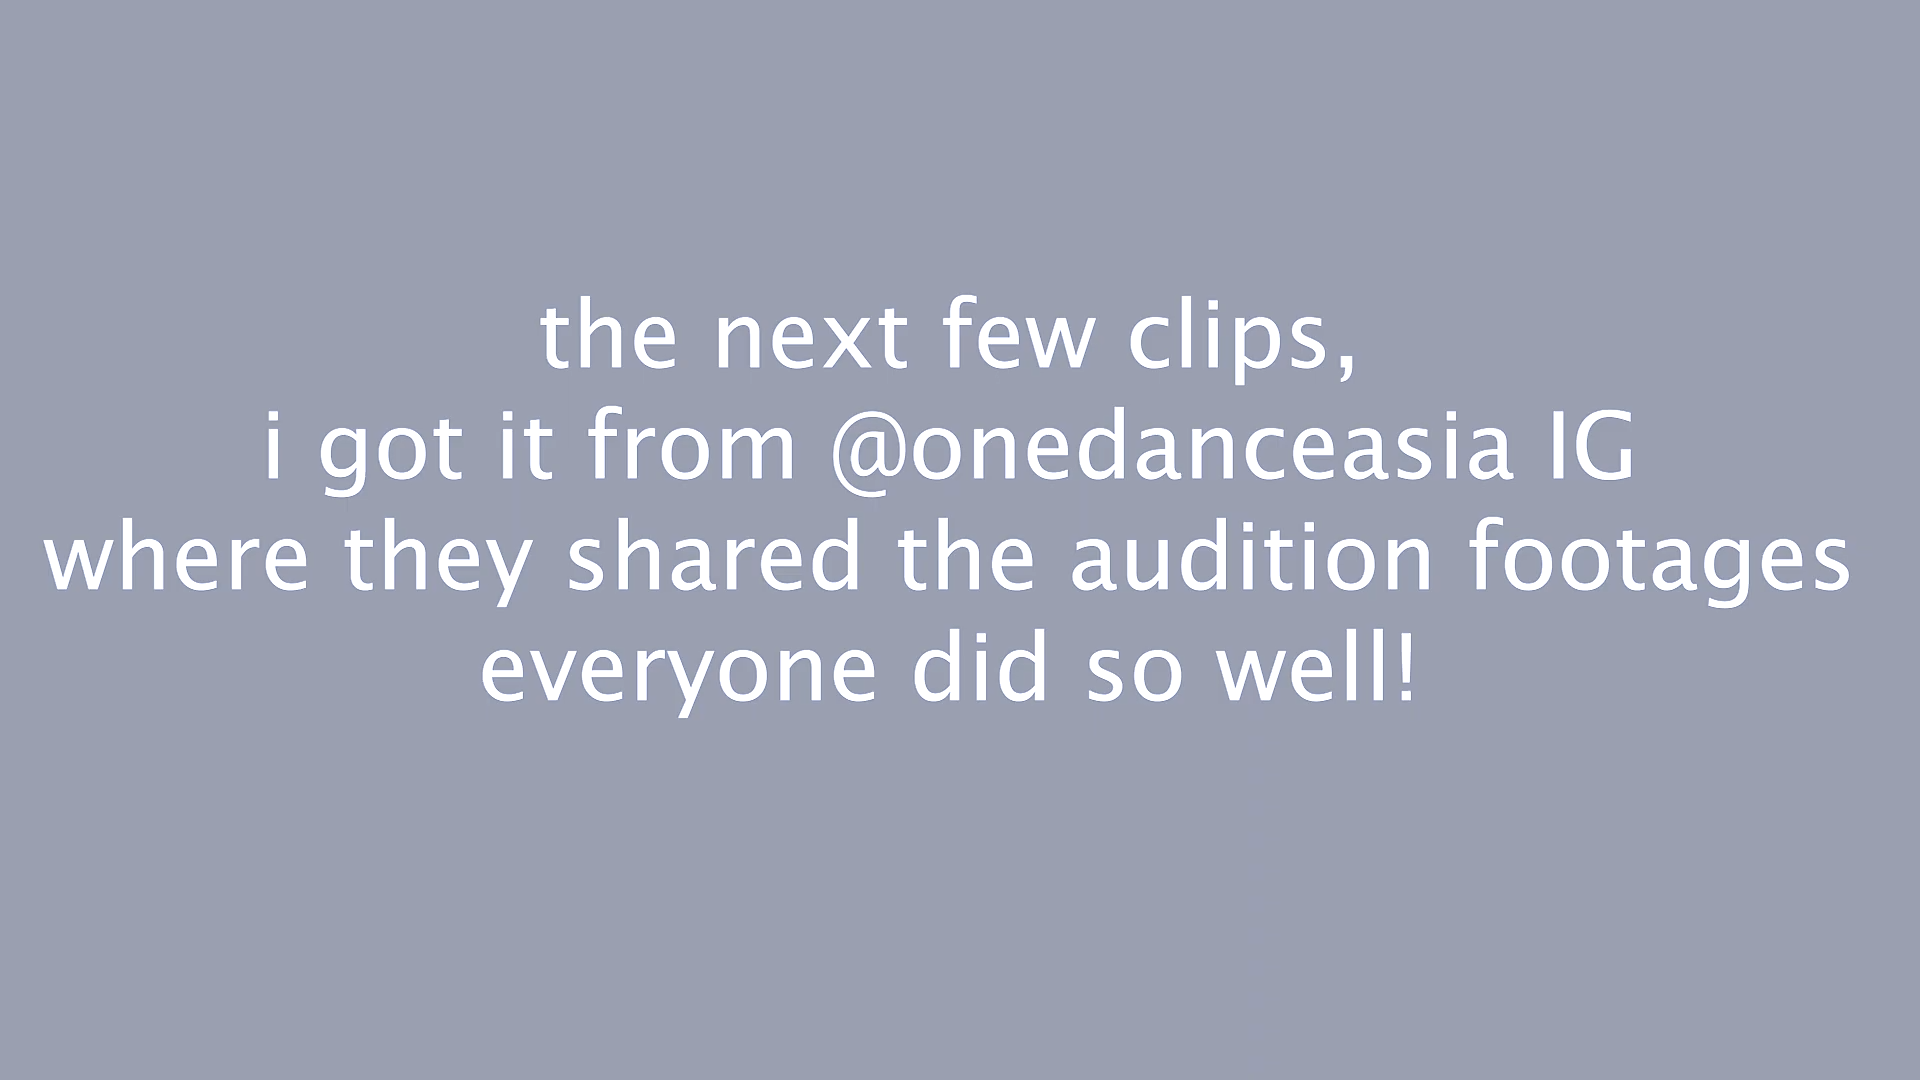 the next few clips,
i got it from @onedanceasia IG
where they shared the audition footages
everyone did so well!